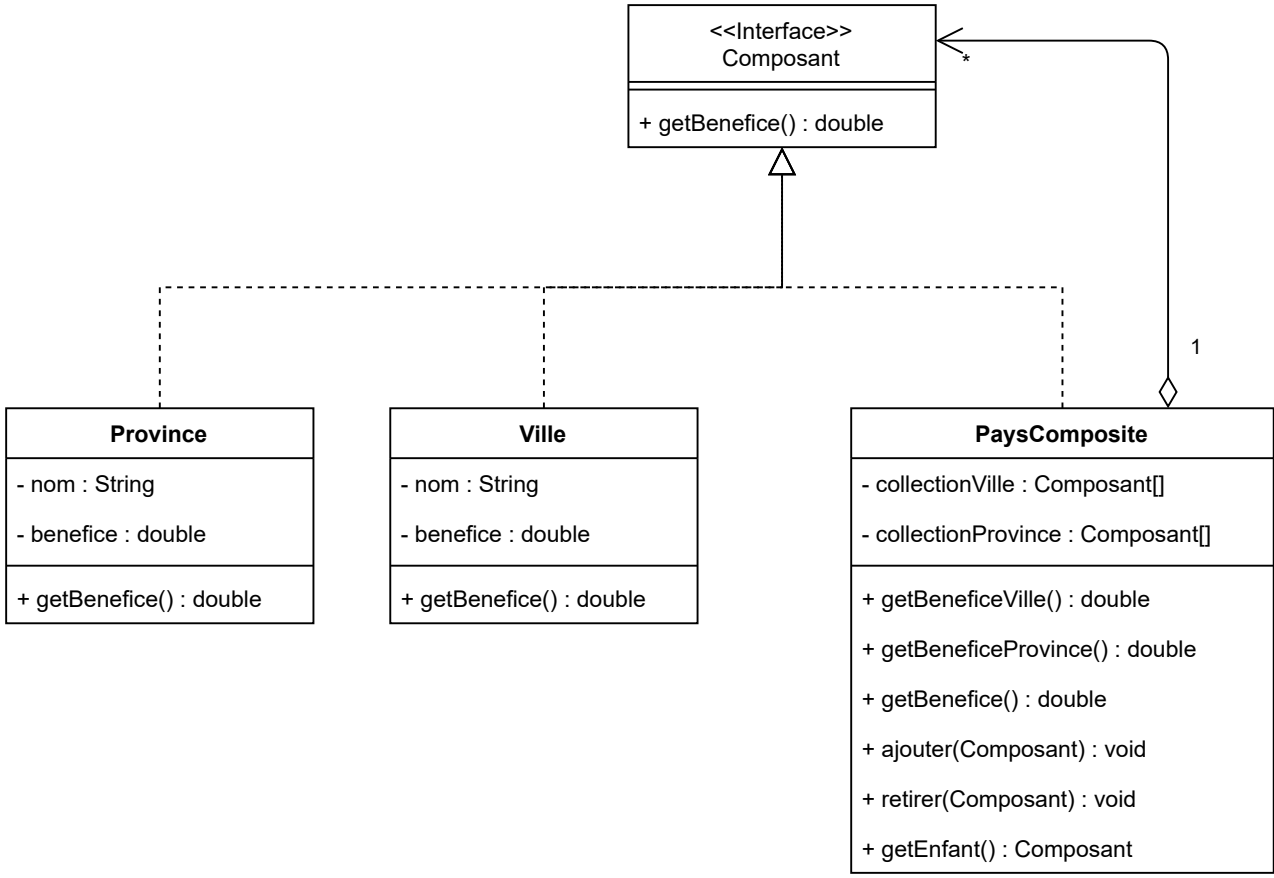 <<Interface>>
Composant
*
+ getBenefice() : double
1
Province
- nom : String
- benefice : double
+ getBenefice() : double
Ville
- nom : String
- benefice : double
+ getBenefice() : double
PaysComposite
- collectionVille : Composant[]
- collectionProvince : Composant[]
+ getBeneficeVille() : double
+ getBeneficeProvince() : double
+ getBenefice() : double
+ ajouter(Composant) : void
+ retirer(Composant) : void
+ getEnfant() : Composant